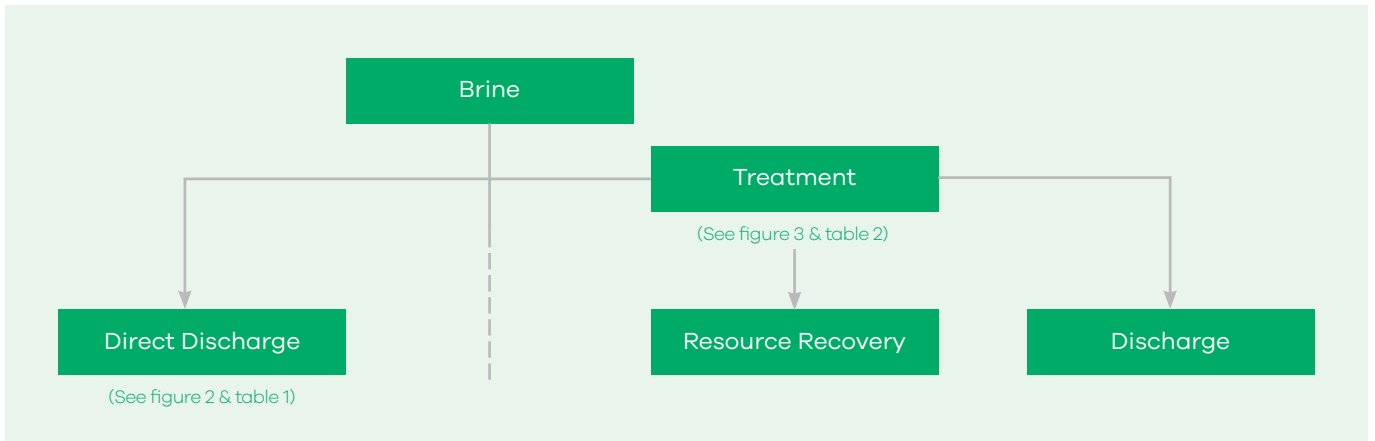 Brine
Treatment
(See figure 3 & table 2)
Direct Discharge
Resource Recovery
Discharge
(See figure 2 & table 1)